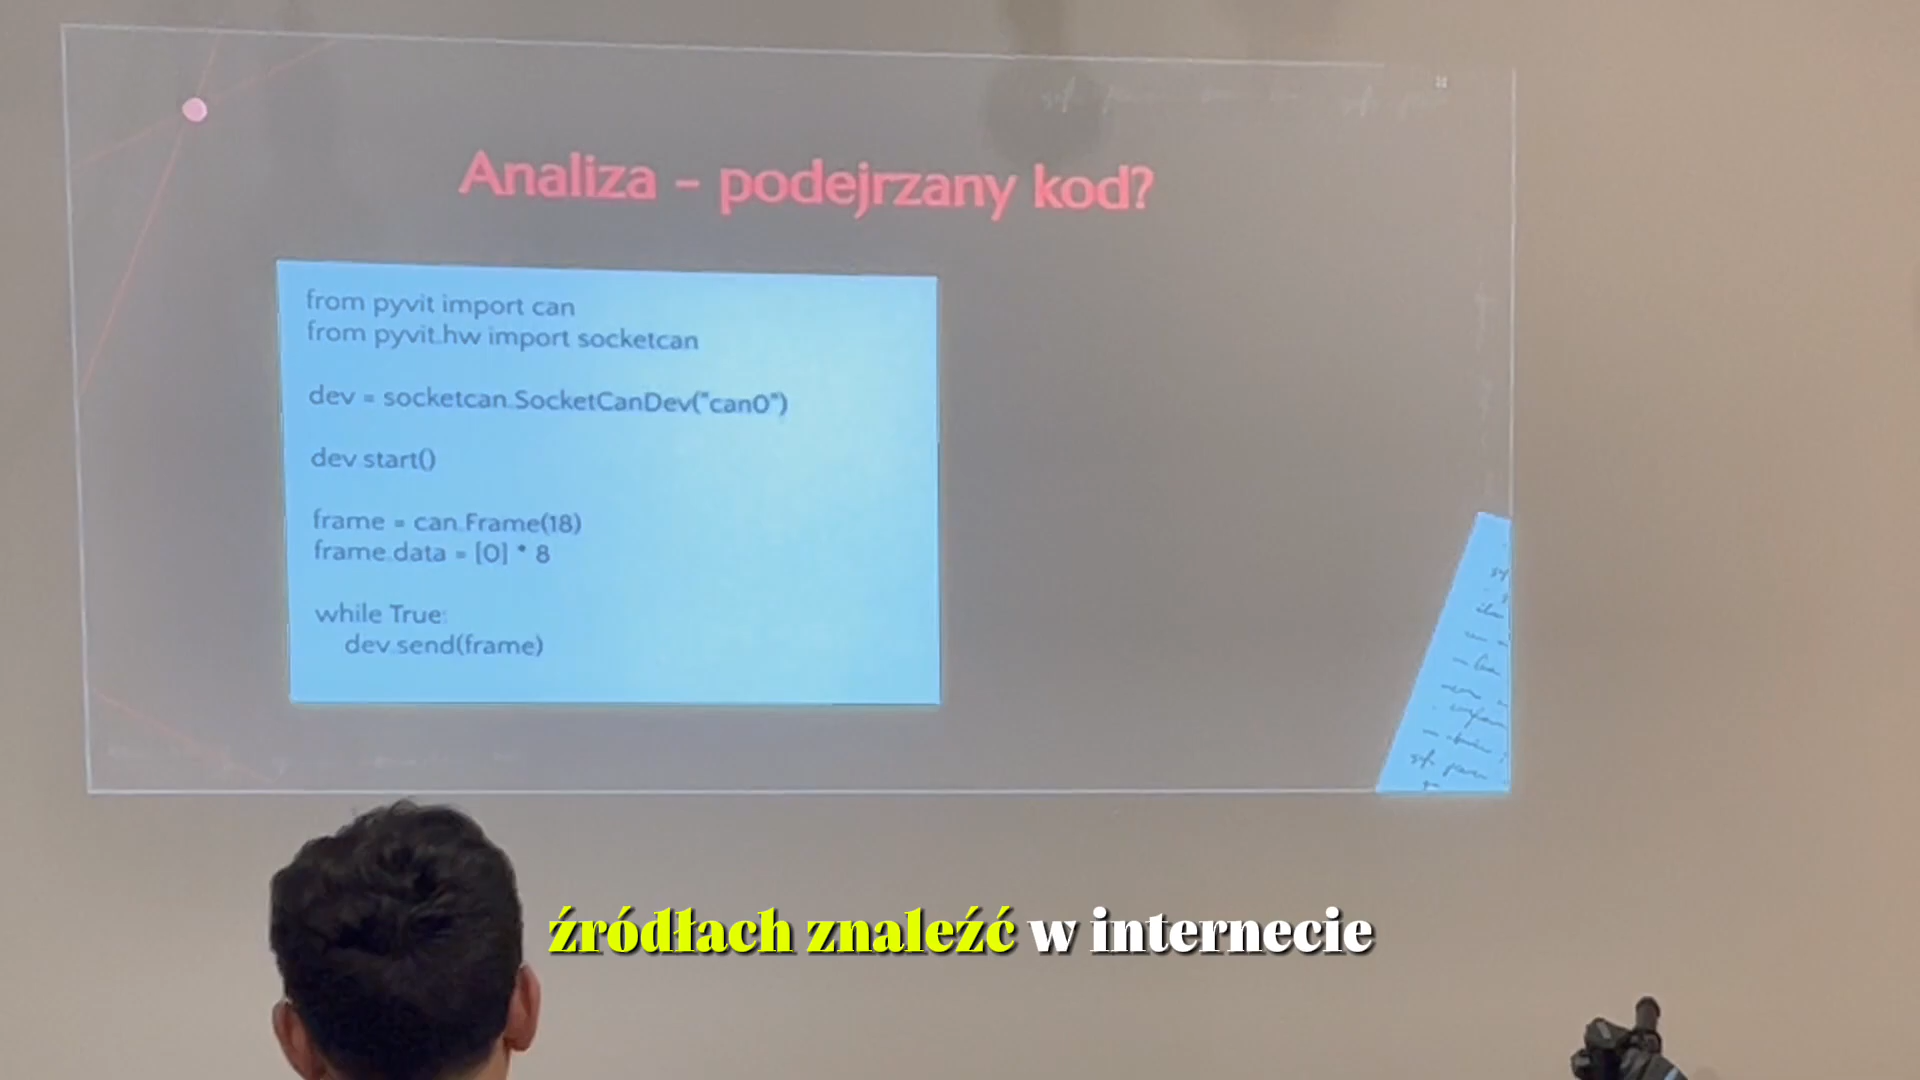 Analiza - podejrzany kod?
from pyvit import can
from pyvit.hw import socketcan
dev = socketcan.SocketCanDev("can0")
dev.start()
frame = can.Frame(18)
frame.data = [0] * 8
while True:
dev.send(frame)
źródłach znaleźć w internecie